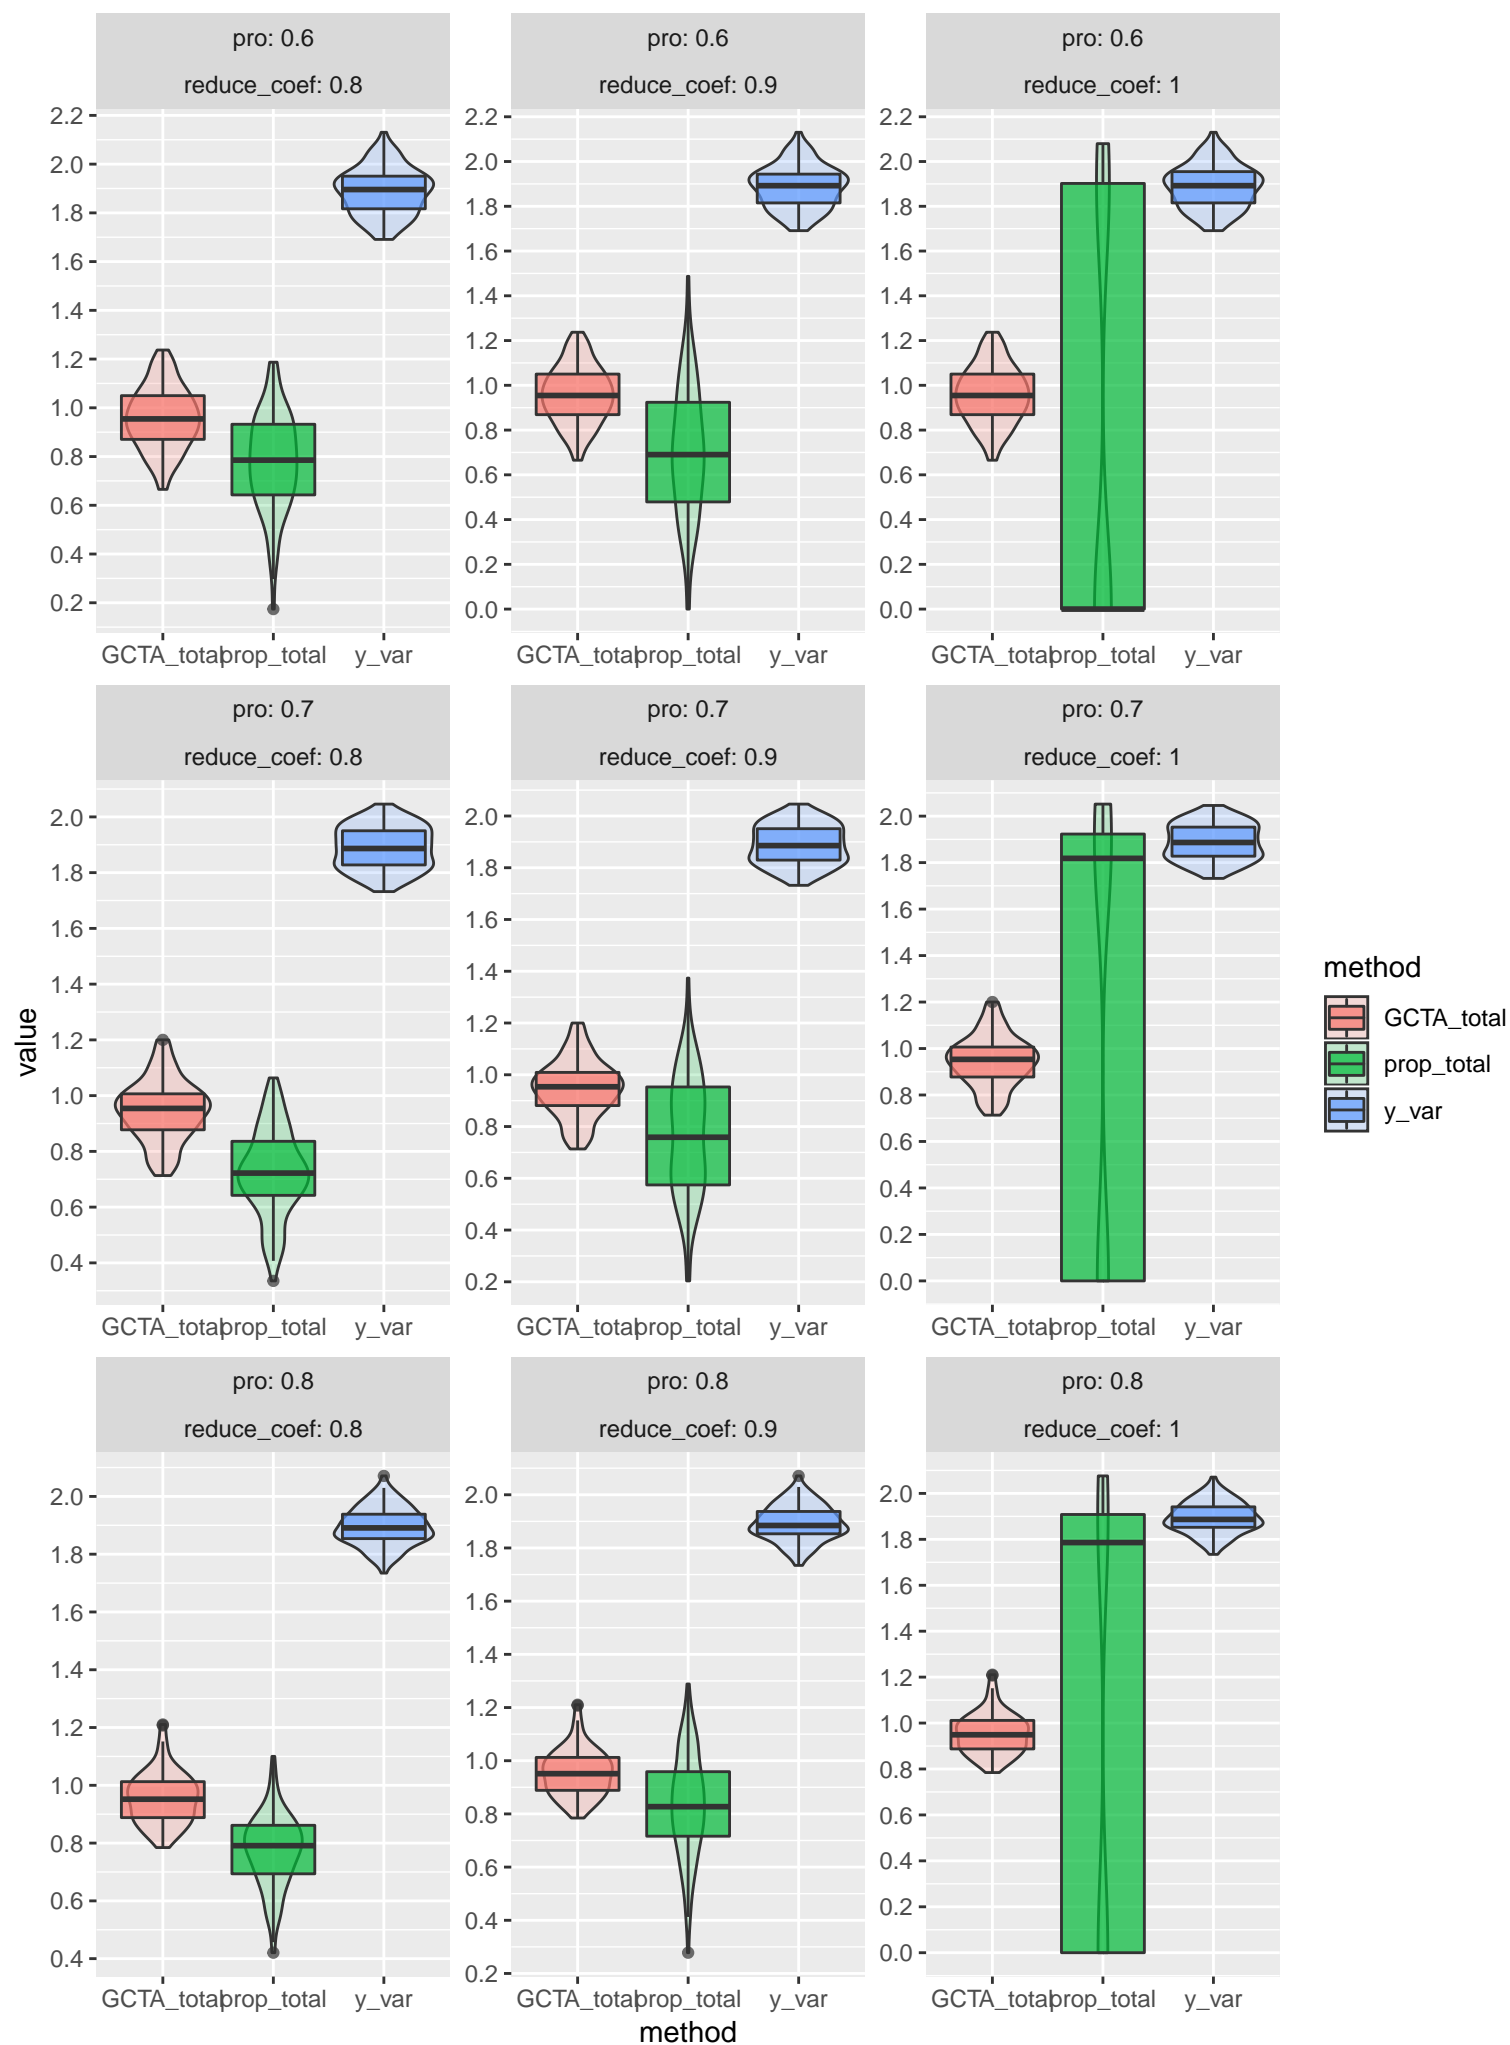 pro: 0.6
reduce_coef: 0.8
2.2
2.0
1.8
1.6
1.4
1.2
1.0
0.8
0.6
0.4
0.2
GCTA_total prop_total y_var
pro: 0.6
reduce_coef: 0.9
2.2
2.0
1.8
1.6
1.4
1.2
1.0
0.8
0.6
0.4
0.2
0.0
GCTA_total prop_total y_var
pro: 0.6
reduce_coef: 1
2.2
2.0
1.8
1.6
1.4
1.2
1.0
0.8
0.6
0.4
0.2
0.0
GCTA_total prop_total y_var
value
pro: 0.7
reduce_coef: 0.8
2.0
1.8
1.6
1.4
1.2
1.0
0.8
0.6
0.4
GCTA_total prop_total y_var
pro: 0.7
reduce_coef: 0.9
2.0
1.8
1.6
1.4
1.2
1.0
0.8
0.6
0.4
0.2
GCTA_total prop_total y_var
pro: 0.7
reduce_coef: 1
2.0
1.8
1.6
1.4
1.2
1.0
0.8
0.6
0.4
0.2
0.0
GCTA_total prop_total y_var
method
GCTA_total
prop_total
y_var
pro: 0.8
reduce_coef: 0.8
2.0
1.8
1.6
1.4
1.2
1.0
0.8
0.6
0.4
GCTA_total prop_total y_var
pro: 0.8
reduce_coef: 0.9
2.0
1.8
1.6
1.4
1.2
1.0
0.8
0.6
0.4
0.2
GCTA_total prop_total y_var
pro: 0.8
reduce_coef: 1
2.0
1.8
1.6
1.4
1.2
1.0
0.8
0.6
0.4
0.2
0.0
GCTA_total prop_total y_var
method